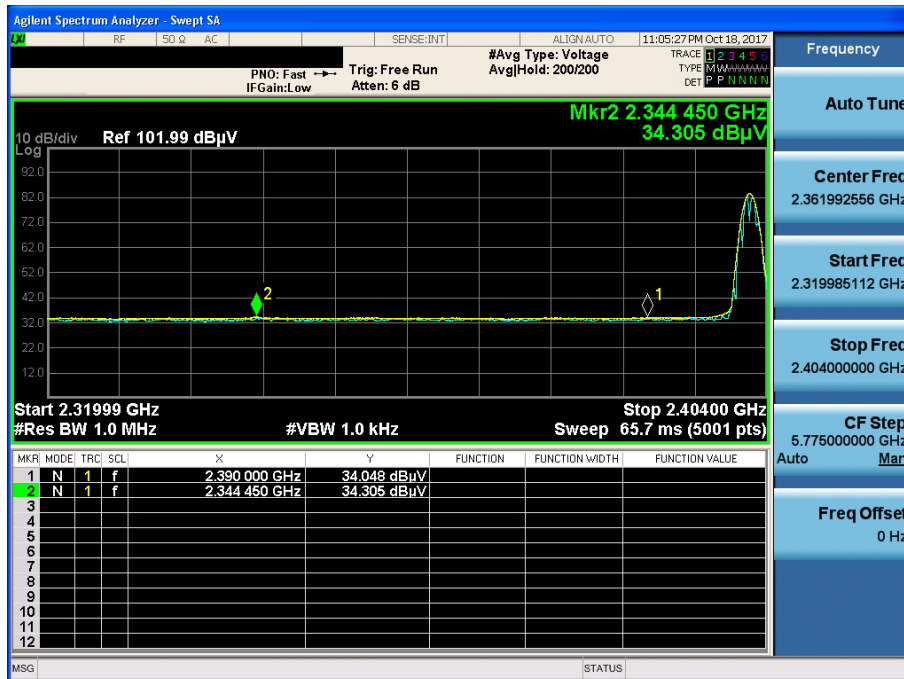 Agilent Spectrum Analyzer - Swept SA
LXI RF 50 Ω AC SENSE:INT ALIGN AUTO 11:05:27 PM Oct 18, 2017
PNO: Fast Trig: Free Run #Avg Type: Voltage TRACE 1 2 3 4 5 6
IFGain:Low Atten: 6 dB Avg|Hold: 200/200 TYPE M W W W W W
DET P P N N N N
Mkr2 2.344 450 GHz
34.305 dBµV
10 dB/div Ref 101.99 dBµV
Log
92.0
82.0
72.0
62.0
52.0
42.0
32.0
22.0
12.0
2
1
Start 2.31999 GHz Stop 2.40400 GHz
#Res BW 1.0 MHz #VBW 1.0 kHz Sweep 65.7 ms (5001 pts)
MKR MODE TRC SCL X Y FUNCTION FUNCTION WIDTH FUNCTION VALUE
1 N 1 f 2.390 000 GHz 34.048 dBµV
2 N 1 f 2.344 450 GHz 34.305 dBµV
3
4
5
6
7
8
9
10
11
12
MSG STATUS
Frequency
Auto Tune
Center Freq
2.361992556 GHz
Start Freq
2.319985112 GHz
Stop Freq
2.404000000 GHz
CF Step
5.775000000 GHz
Auto Man
Freq Offset
0 Hz